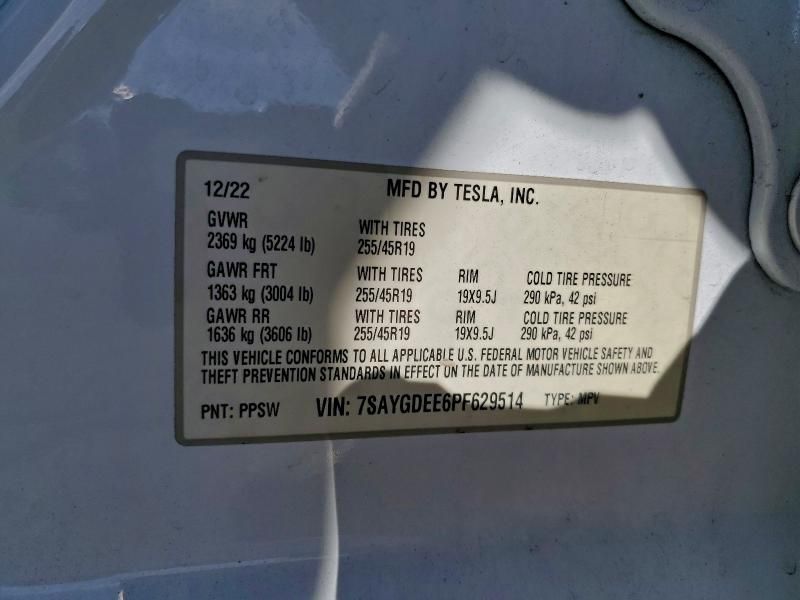 12/22 MFD BY TESLA, INC.
GVWR WITH TIRES
2369 kg (5224 lb) 255/45R19
GAWR FRT WITH TIRES RIM COLD TIRE PRESSURE
1363 kg (3004 lb) 255/45R19 19X9.5J 290 kPa, 42 psi
GAWR RR WITH TIRES RIM COLD TIRE PRESSURE
1636 kg (3606 lb) 255/45R19 19X9.5J 290 kPa, 42 psi
THIS VEHICLE CONFORMS TO ALL APPLICABLE U.S. FEDERAL MOTOR VEHICLE SAFETY AND
THEFT PREVENTION STANDARDS IN EFFECT ON THE DATE OF MANUFACTURE SHOWN ABOVE.
PNT: PPSW VIN: 7SAYGDEE6PF629514 TYPE: MPV